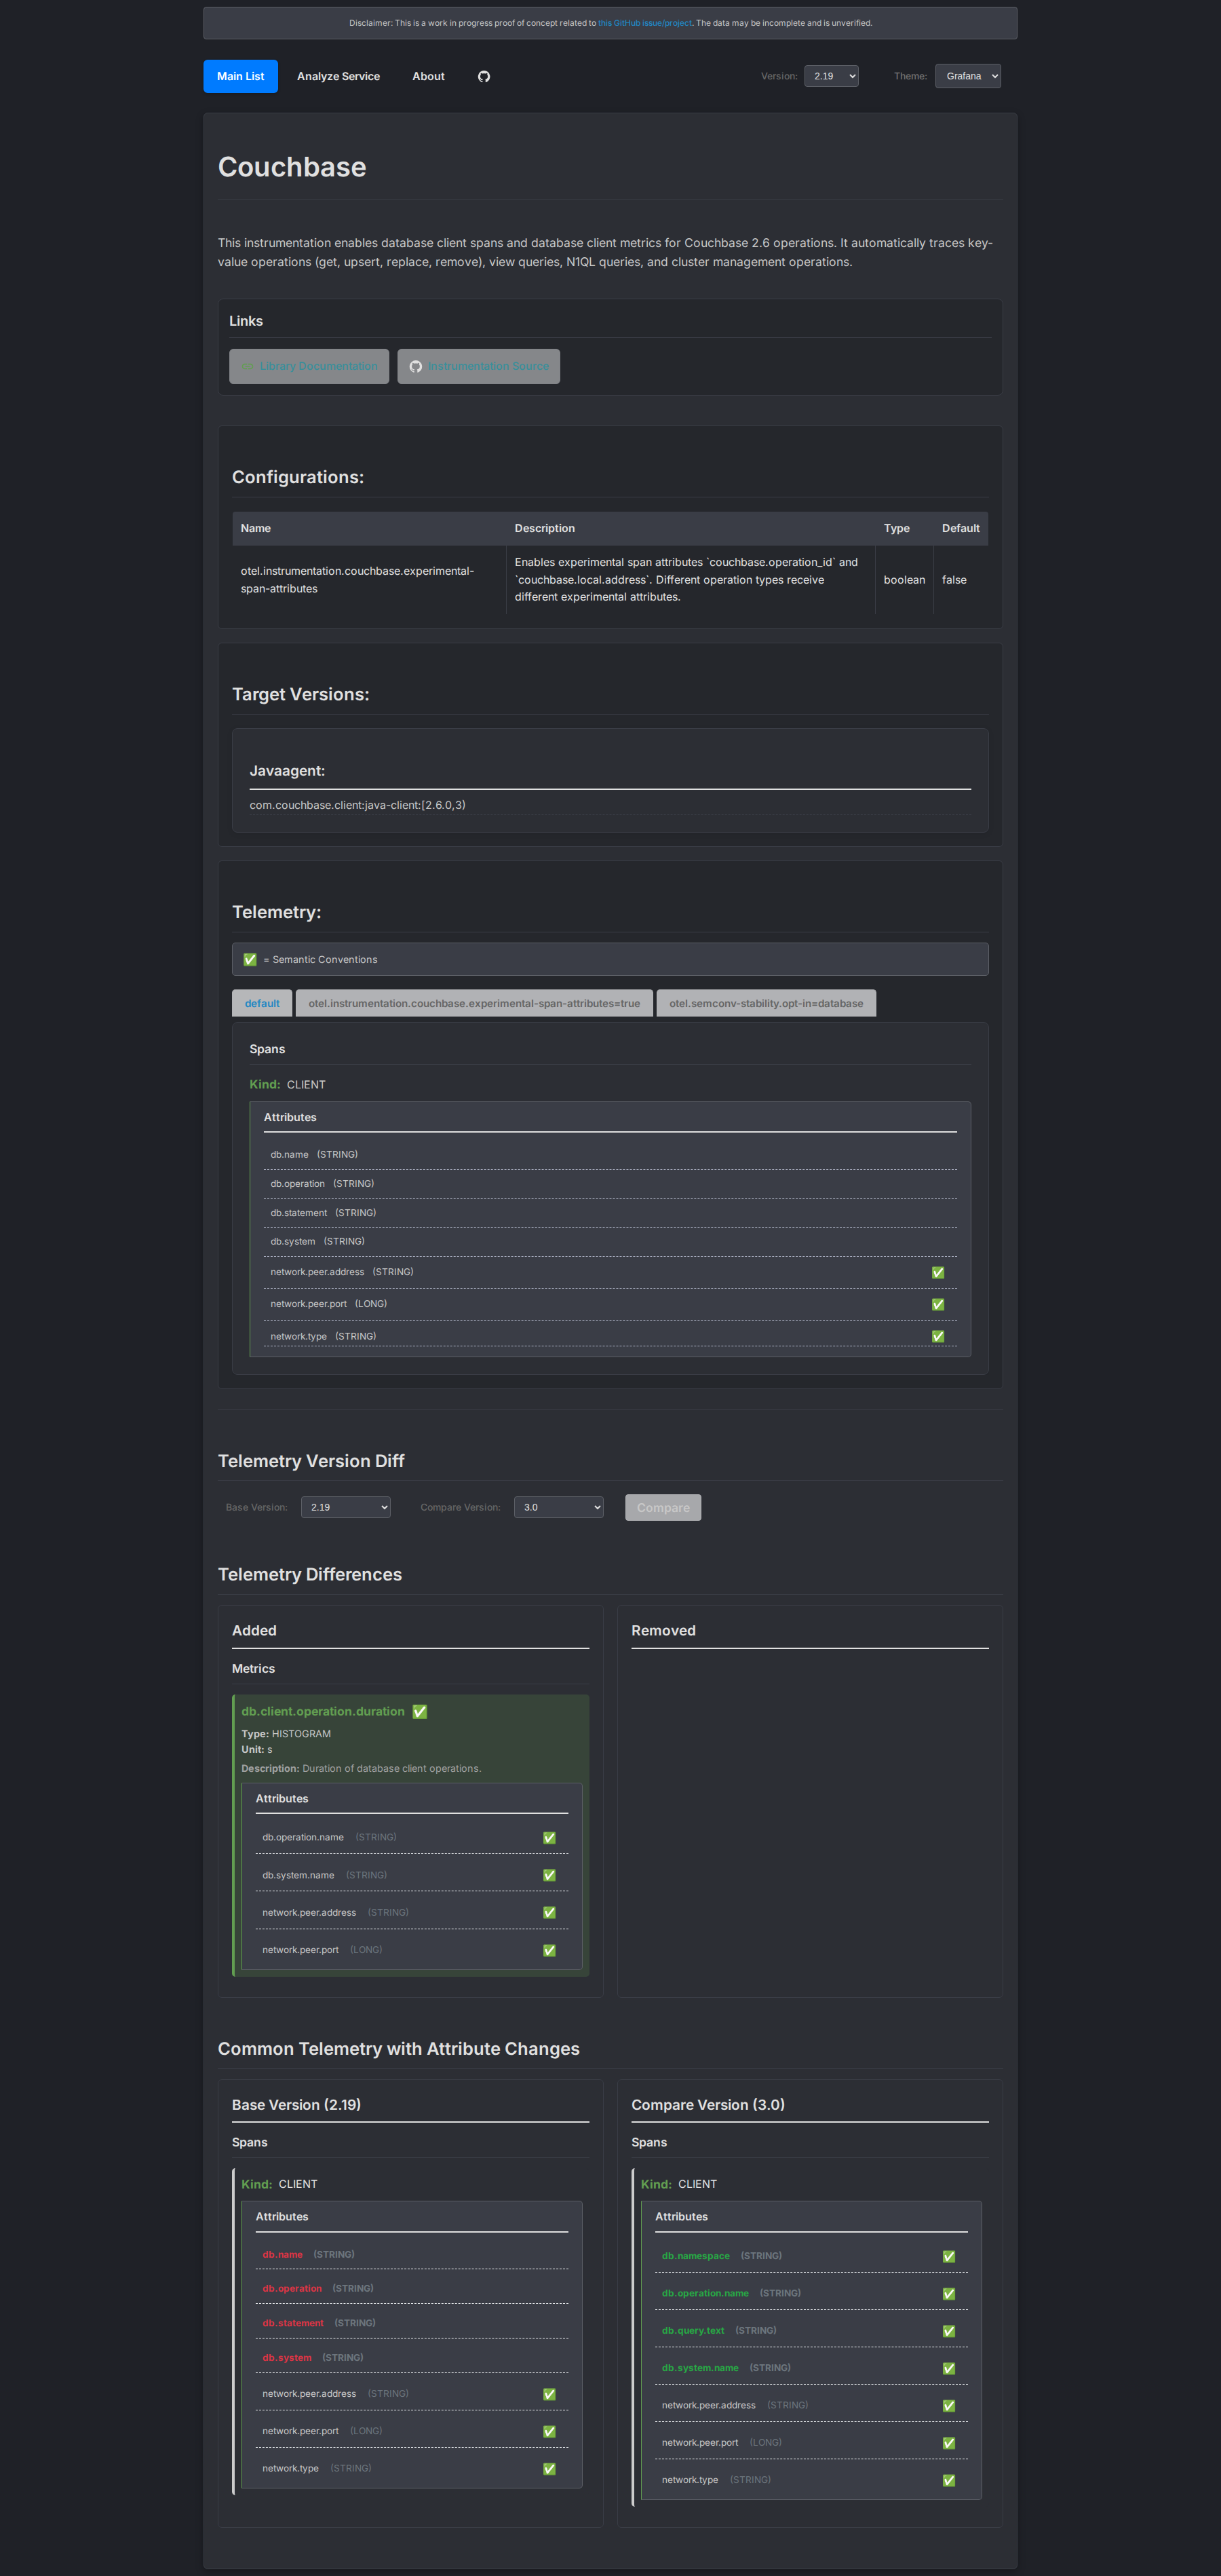 Disclaimer: This is a work in progress proof of concept related to this GitHub issue/project. The data may be incomplete and is unverified.
Main List
Analyze Service
About
Version:
2.19
Theme:
Grafana
Couchbase
This instrumentation enables database client spans and database client metrics for Couchbase 2.6 operations. It automatically traces key-
value operations (get, upsert, replace, remove), view queries, N1QL queries, and cluster management operations.
Links
Library Documentation
Instrumentation Source
Configurations:
Name
Description
Type
Default
otel.instrumentation.couchbase.experimental-
span-attributes
Enables experimental span attributes `couchbase.operation_id` and
`couchbase.local.address`. Different operation types receive
different experimental attributes.
boolean
false
Target Versions:
Javaagent:
com.couchbase.client:java-client:[2.6.0,3)
Telemetry:
✅ = Semantic Conventions
default
otel.instrumentation.couchbase.experimental-span-attributes=true
otel.semconv-stability.opt-in=database
Spans
Kind: CLIENT
Attributes
db.name (STRING)
db.operation (STRING)
db.statement (STRING)
db.system (STRING)
network.peer.address (STRING) ✅
network.peer.port (LONG) ✅
network.type (STRING) ✅
Telemetry Version Diff
Base Version:
2.19
Compare Version:
3.0
Compare
Telemetry Differences
Added
Metrics
db.client.operation.duration ✅
Type: HISTOGRAM
Unit: s
Description: Duration of database client operations.
Attributes
db.operation.name (STRING) ✅
db.system.name (STRING) ✅
network.peer.address (STRING) ✅
network.peer.port (LONG) ✅
Removed
Common Telemetry with Attribute Changes
Base Version (2.19)
Spans
Kind: CLIENT
Attributes
db.name (STRING)
db.operation (STRING)
db.statement (STRING)
db.system (STRING)
network.peer.address (STRING) ✅
network.peer.port (LONG) ✅
network.type (STRING) ✅
Compare Version (3.0)
Spans
Kind: CLIENT
Attributes
db.namespace (STRING) ✅
db.operation.name (STRING) ✅
db.query.text (STRING) ✅
db.system.name (STRING) ✅
network.peer.address (STRING) ✅
network.peer.port (LONG) ✅
network.type (STRING) ✅